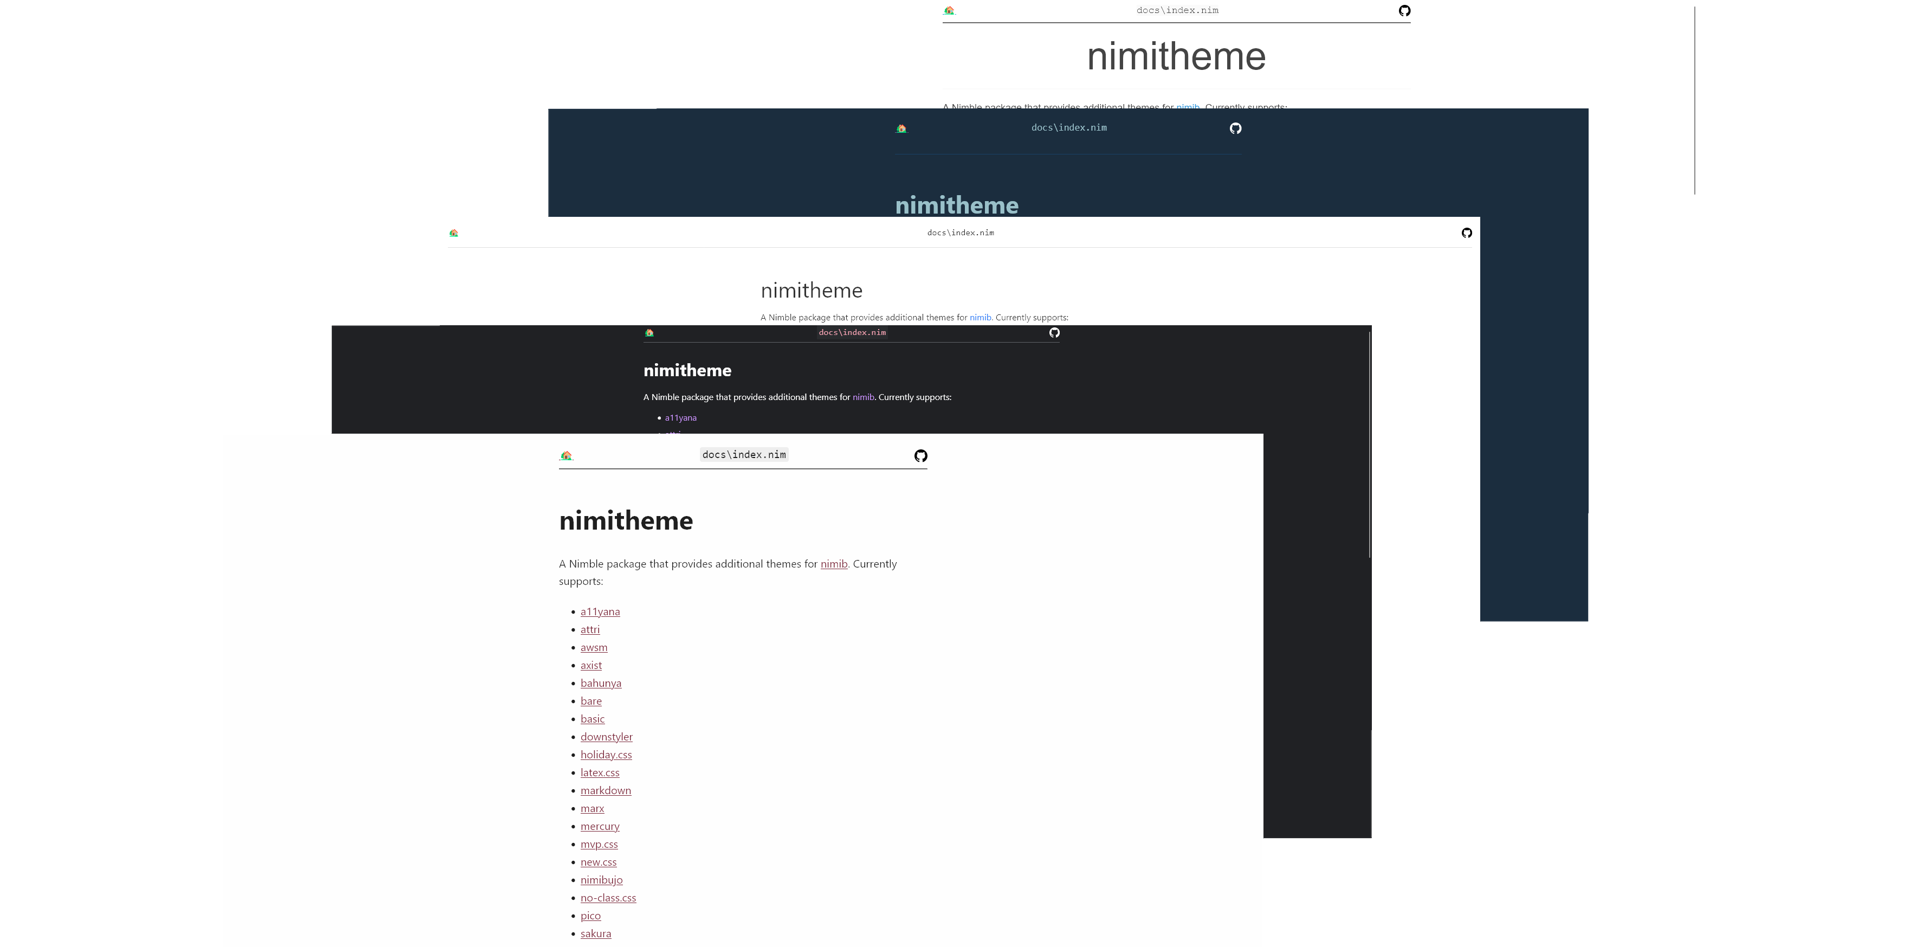 docs\index.nim
nimitheme
A Nimble package that provides additional themes for nimib. Currently supports:
docs\index.nim
nimitheme
docs\index.nim
nimitheme
A Nimble package that provides additional themes for nimib. Currently supports:
docs\index.nim
nimitheme
A Nimble package that provides additional themes for nimib. Currently supports:
a11yana
docs\index.nim
nimitheme
A Nimble package that provides additional themes for nimib. Currently
supports:
a11yana
attri
awsm
axist
bahunya
bare
basic
downstyler
holiday.css
latex.css
markdown
marx
mercury
mvp.css
new.css
nimibujo
no-class.css
pico
sakura